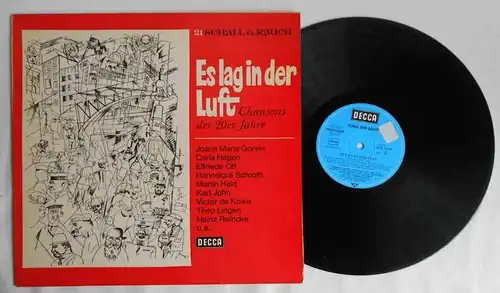 21 SCHALL & RAUCH
Es lag in der
Luft
Chansons
der 20er Jahre
Joana Maria Gorvin
Carla Hagen
Elfriede Ott
Hannelore Schroth
Martin Held
Karl John
Victor de Kowa
Theo Lingen
Heinz Reincke
u.a.
DECCA
DECCA